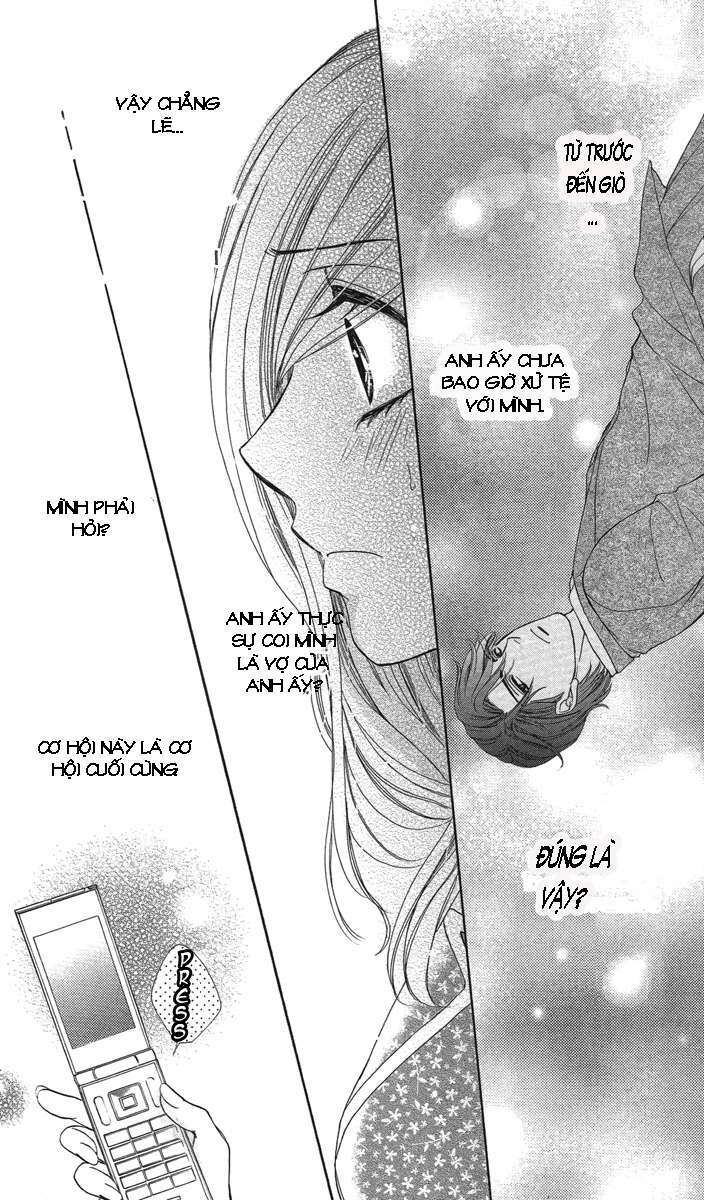 TỪ TRƯỚC
ĐẾN GIỜ
...
ANH ẤY CHƯA
BAO GIỜ XỬ TỆ
VỚI MÌNH.
ĐÚNG LÀ
VẬY?
VẬY CHẲNG
LẼ...
ANH ẤY THỰC
SỰ COI MÌNH
LÀ VỢ CỦA
ANH ẤY?
MÌNH PHẢI
HỎI?
CƠ HỘI NÀY LÀ CƠ
HỘI CUỐI CÙNG
PRESS